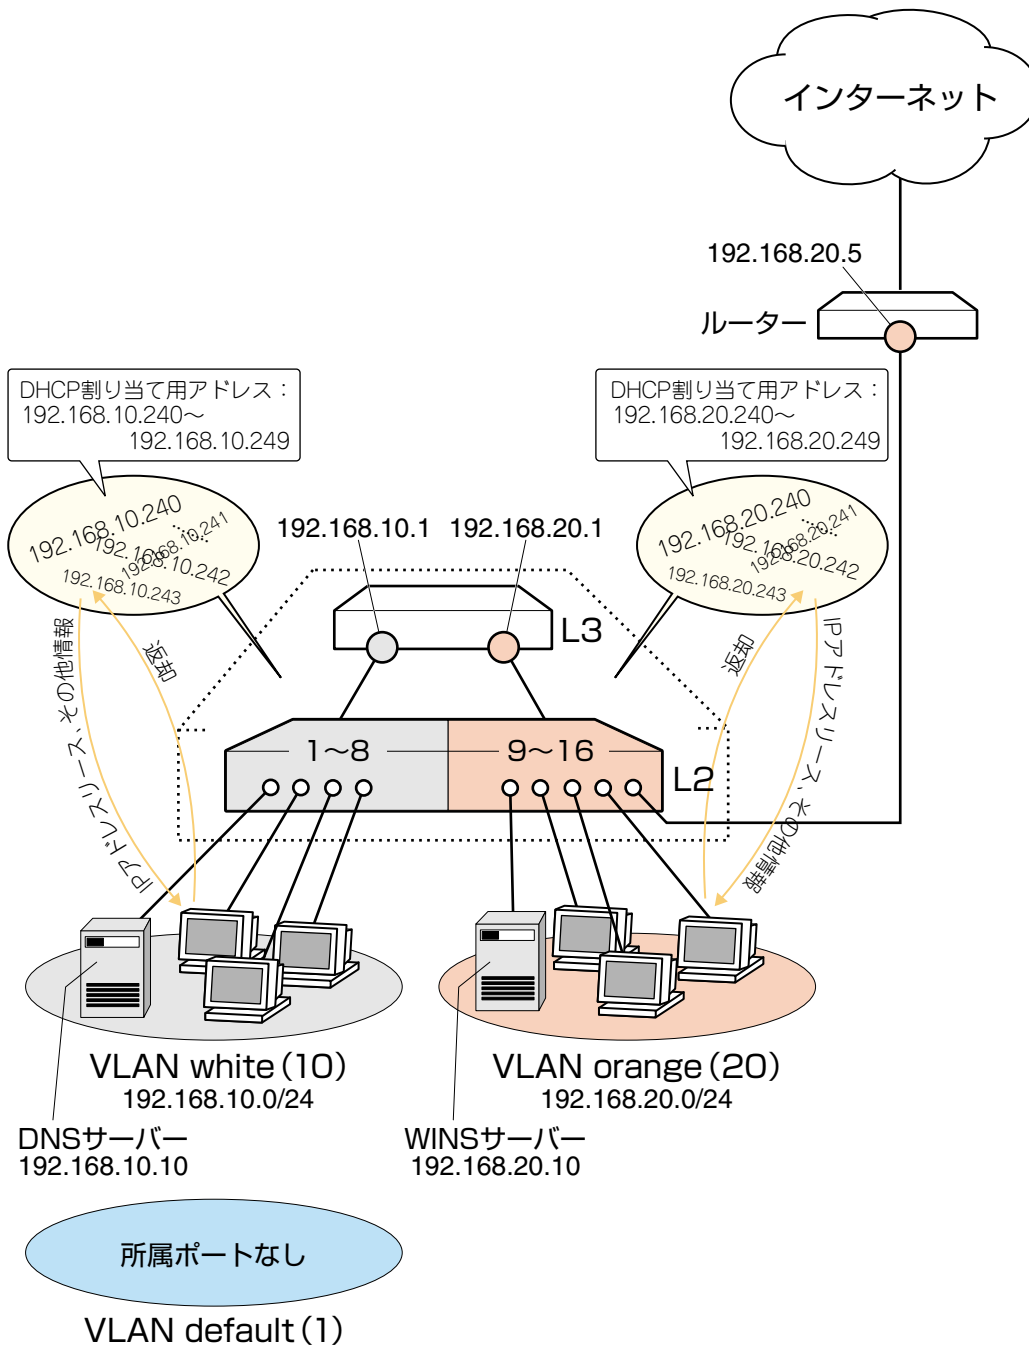 インターネット
192.168.20.5
ルーター
DHCP割り当て用アドレス：
192.168.10.240～
192.168.10.249
DHCP割り当て用アドレス：
192.168.20.240～
192.168.20.249
192.168.10.240
192.168.10.241
192.168.10.242
192.168.10.243
192.168.10.1
192.168.20.1
192.168.20.240
192.168.20.241
192.168.20.242
192.168.20.243
L3
返却
IPアドレスリース、その他情報
返却
IPアドレスリース、その他情報
1～8
9～16
L2
VLAN white（10）
192.168.10.0/24
VLAN orange（20）
192.168.20.0/24
DNSサーバー
192.168.10.10
WINSサーバー
192.168.20.10
所属ポートなし
VLAN default（1）